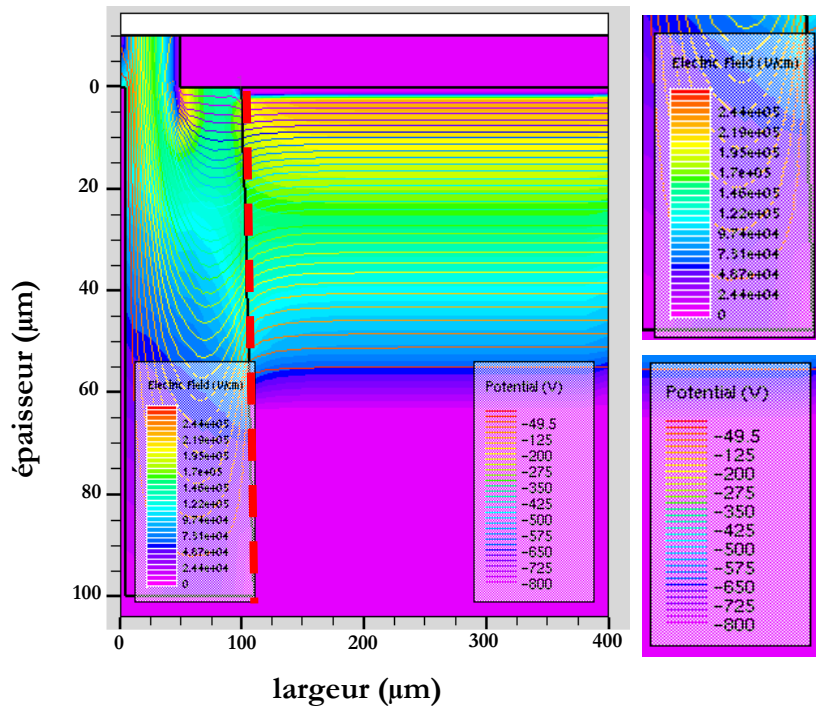 0
20
40
60
80
100
épaisseur (µm)
0
100
200
300
400
largeur (µm)
Electric Field (V/cm)
2.44e+05
2.19e+05
1.95e+05
1.7e+05
1.46e+05
1.22e+05
9.74e+04
7.31e+04
4.87e+04
2.44e+04
0
Potential (V)
-49.5
-125
-200
-275
-350
-425
-500
-575
-650
-725
-800
Electric Field (V/cm)
2.44e+05
2.19e+05
1.95e+05
1.7e+05
1.46e+05
1.22e+05
9.74e+04
7.31e+04
4.87e+04
2.44e+04
0
Potential (V)
-49.5
-125
-200
-275
-350
-425
-500
-575
-650
-725
-800